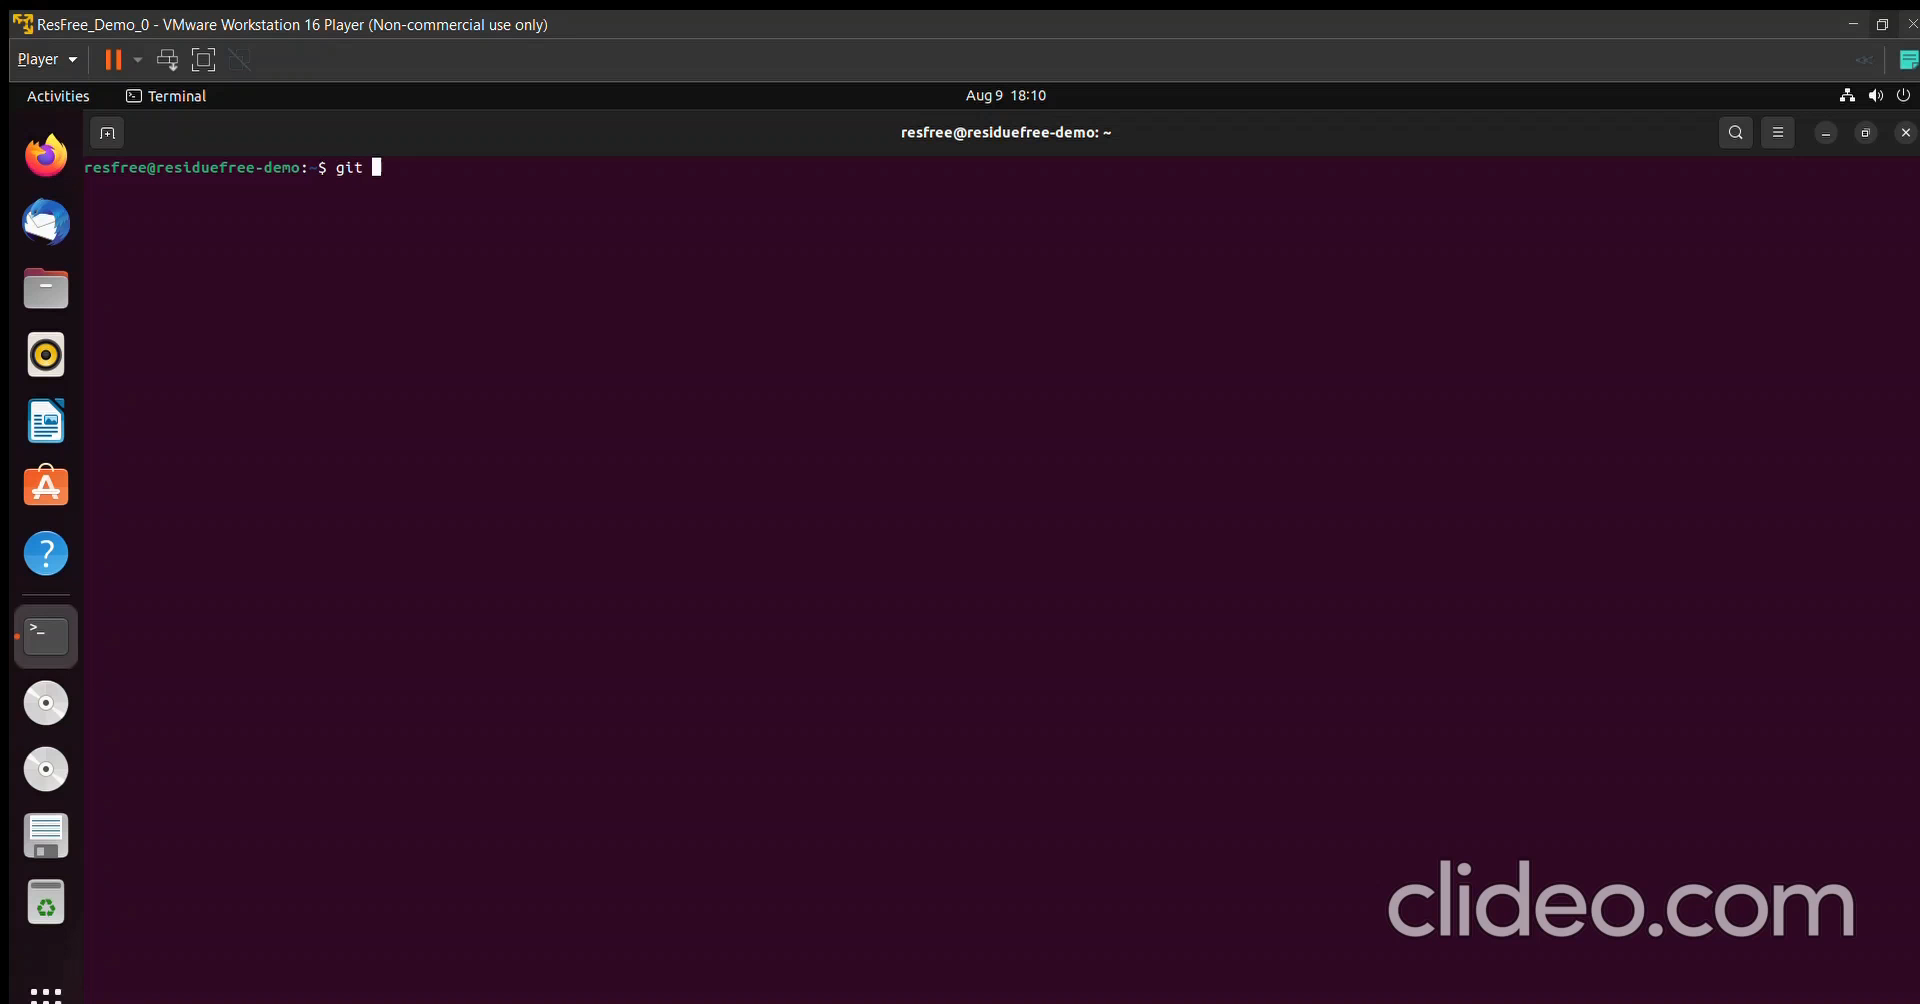 ResFree_Demo_0 - VMware Workstation 16 Player (Non-commercial use only)
Player
Activities
Terminal
Aug 9 18:10
resfree@residuefree-demo: ~
resfree@residuefree-demo:~$ git
clideo.com